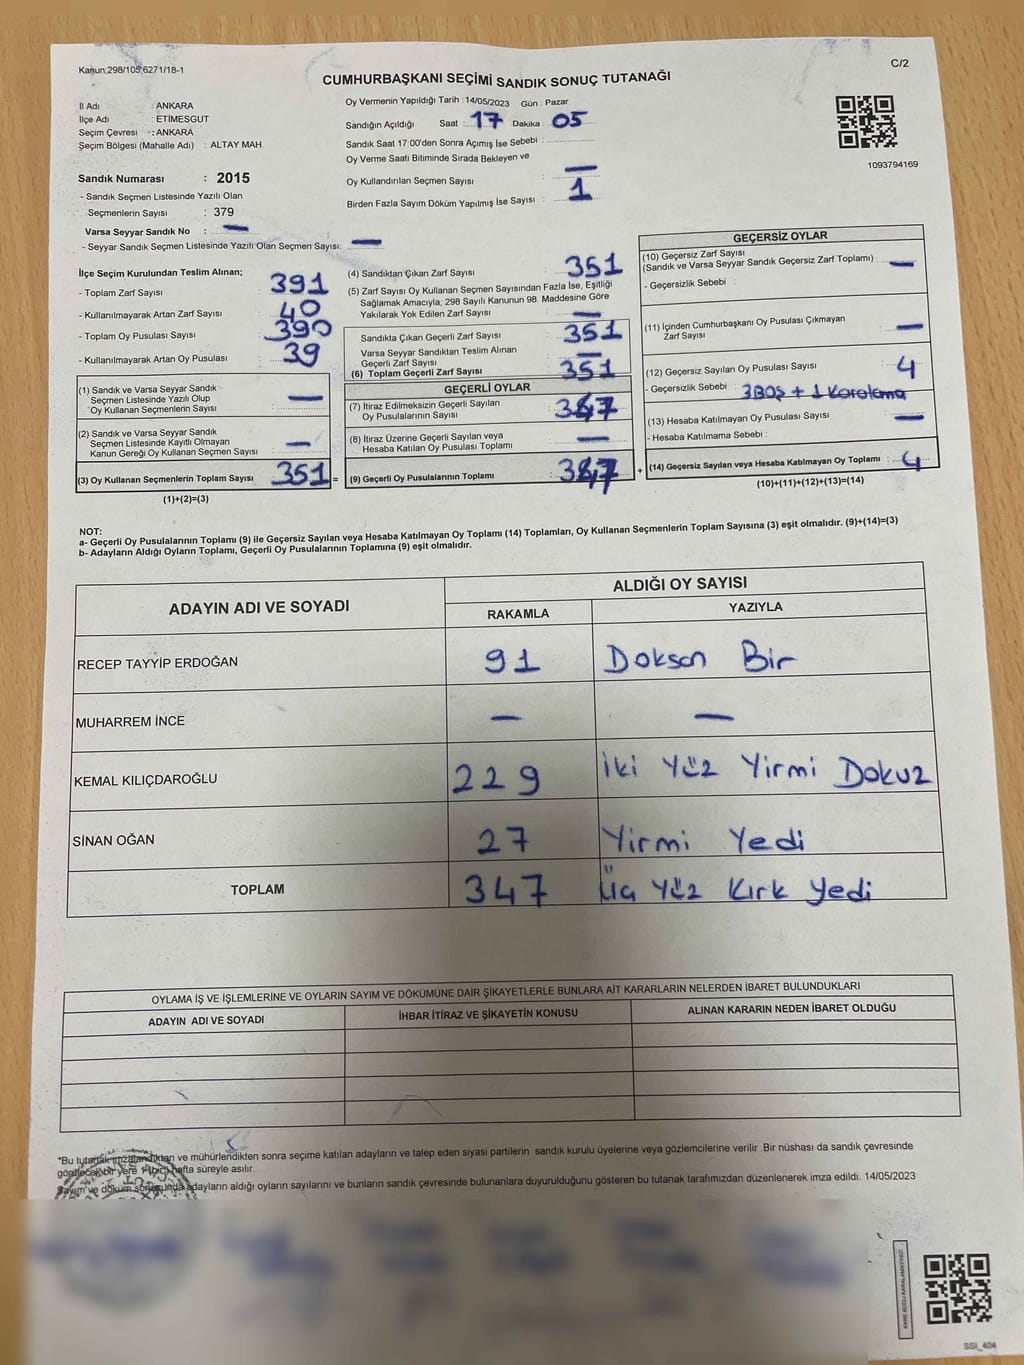 Kanun,298/105,6271/18-1
C/2
CUMHURBAŞKANI SEÇİMİ SANDIK SONUÇ TUTANAĞI
İl Adı : ANKARA
İlçe Adı : ETİMESGUT
Seçim Çevresi : ANKARA
Seçim Bölgesi (Mahalle Adı) : ALTAY MAH.
Oy Vermenin Yapıldığı Tarih : 14/05/2023 Gün : Pazar
Sandığın Açıldığı Saat : 17 Dakika : 05
Sandık Saat 17:00'den Sonra Açımış İse Sebebi :
Oy Verme Saati Bitiminde Sırada Bekleyen ve
Oy Kullandırılan Seçmen Sayısı : —
Birden Fazla Sayım Döküm Yapılmış İse Sayısı : 1
1093794169
Sandık Numarası : 2015
- Sandık Seçmen Listesinde Yazılı Olan
Seçmenlerin Sayısı : 379
Varsa Seyyar Sandık No : —
- Seyyar Sandık Seçmen Listesinde Yazılı Olan Seçmen Sayısı: —
İlçe Seçim Kurulundan Teslim Alınan;
- Toplam Zarf Sayısı : 391
- Kullanılmayarak Artan Zarf Sayısı : 40
- Toplam Oy Pusulası Sayısı : 390
- Kullanılmayarak Artan Oy Pusulası : 39
(1) Sandık ve Varsa Seyyar Sandık
Seçmen Listesinde Yazılı Olup
Oy Kullanan Seçmenlerin Sayısı : —
(2) Sandık ve Varsa Seyyar Sandık
Seçmen Listesinde Kayıtlı Olmayan
Kanun Gereği Oy Kullanan Seçmen Sayısı : —
(3) Oy Kullanan Seçmenlerin Toplam Sayısı : 351 =
(1)+(2)=(3)
(4) Sandıktan Çıkan Zarf Sayısı : 351
(5) Zarf Sayısı Oy Kullanan Seçmen Sayısından Fazla İse, Eşitliği
Sağlamak Amacıyla; 298 Sayılı Kanunun 98. Maddesine Göre
Yakılarak Yok Edilen Zarf Sayısı : —
Sandıkta Çıkan Geçerli Zarf Sayısı : 351
Varsa Seyyar Sandıktan Teslim Alınan
Geçerli Zarf Sayısı : —
(6) Toplam Geçerli Zarf Sayısı : 351
GEÇERLİ OYLAR
(7) İtiraz Edilmeksizin Geçerli Sayılan
Oy Pusulasının Sayısı : 347
(8) İtiraz Üzerine Geçerli Sayılan veya
Hesaba Katılan Oy Pusulası Toplamı : —
(9) Geçerli Oy Pusulalarının Toplamı : 347 +
GEÇERSİZ OYLAR
(10) Geçersiz Zarf Sayısı
(Sandık ve Varsa Seyyar Sandık Geçersiz Zarf Toplamı) : —
- Geçersizlik Sebebi :
(11) İçinden Cumhurbaşkanı Oy Pusulası Çıkmayan
Zarf Sayısı : —
(12) Geçersiz Sayılan Oy Pusulası Sayısı : 4
- Geçersizlik Sebebi : 3 BOŞ + 1 Karalama
(13) Hesaba Katılmayan Oy Pusulası Sayısı : —
- Hesaba Katılmama Sebebi :
(14) Geçersiz Sayılan veya Hesaba Katılmayan Oy Toplamı : 4
(10)+(11)+(12)+(13)=(14)
NOT:
a- Geçerli Oy Pusulalarının Toplamı (9) ile Geçersiz Sayılan veya Hesaba Katılmayan Oy Toplamı (14) Toplamları, Oy Kullanan Seçmenlerin Toplam Sayısına (3) eşit olmalıdır. (9)+(14)=(3)
b- Adayların Aldığı Oyların Toplamı, Geçerli Oy Pusulalarının Toplamına (9) eşit olmalıdır.
ADAYIN ADI VE SOYADI ALDIĞI OY SAYISI
RAKAMLA YAZIYLA
RECEP TAYYİP ERDOĞAN 91 Doksan Bir
MUHARREM İNCE — —
KEMAL KILIÇDAROĞLU 229 İki Yüz Yirmi Dokuz
SİNAN OĞAN 27 Yirmi Yedi
TOPLAM 347 Üç Yüz Kırk Yedi
OYLAMA İŞ VE İŞLEMLERİNE VE OYLARIN SAYIM VE DÖKÜMÜNE DAİR ŞİKAYETLERLE BUNLARA AİT KARARLARIN NELERDEN İBARET BULUNDUKLARI
ADAYIN ADI VE SOYADI İHBAR İTİRAZ VE ŞİKAYETİN KONUSU ALINAN KARARIN NEDEN İBARET OLDUĞU
*Bu tutanak imzalandıktan ve mühürlendikten sonra seçime katılan adayların ve talep eden siyasi partilerin sandık kurulu üyelerine veya gözlemcilerine verilir .Bir nüshası da sandık çevresinde
görülecek bir yere 1 (bir) hafta süreyle asılır.
Sayım ve döküm sonucunda adayların aldığı oyların sayılarını ve bunların sandık çevresinde bulunanlara duyurulduğunu gösteren bu tutanak tarafımızdan düzenlenerek imza edildi. 14/05/2023
SSI_404